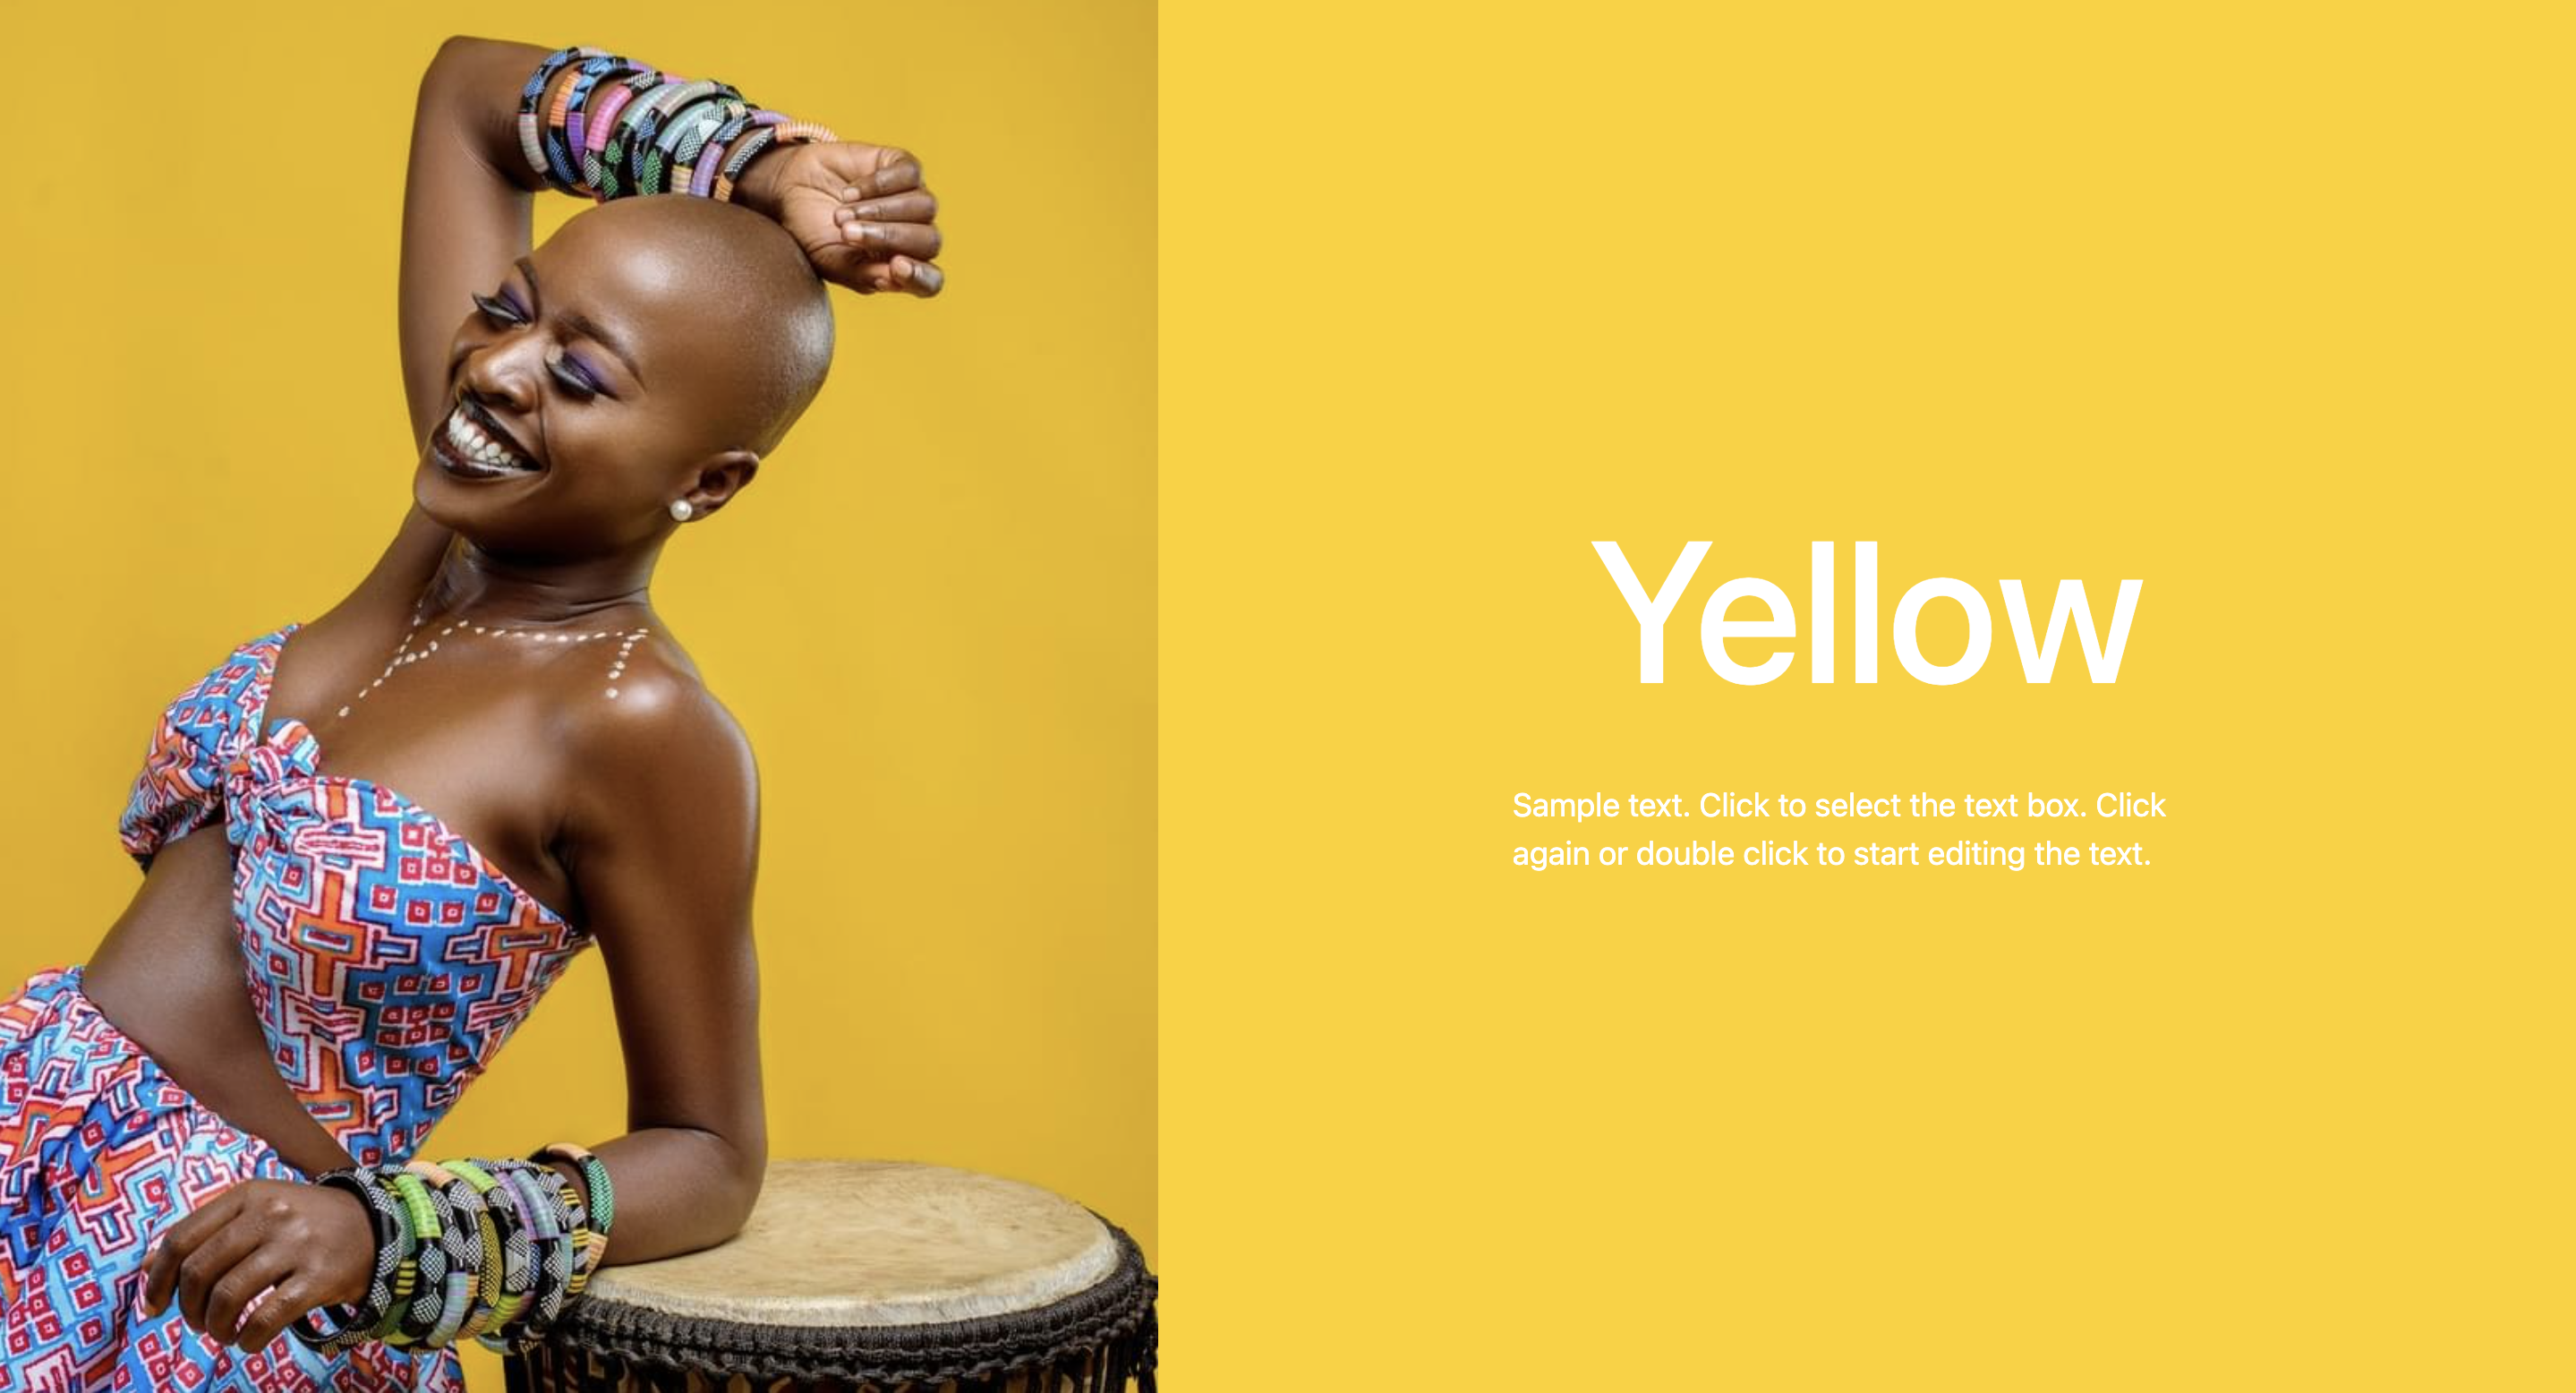 Yellow
Sample text. Click to select the text box. Click
again or double click to start editing the text.